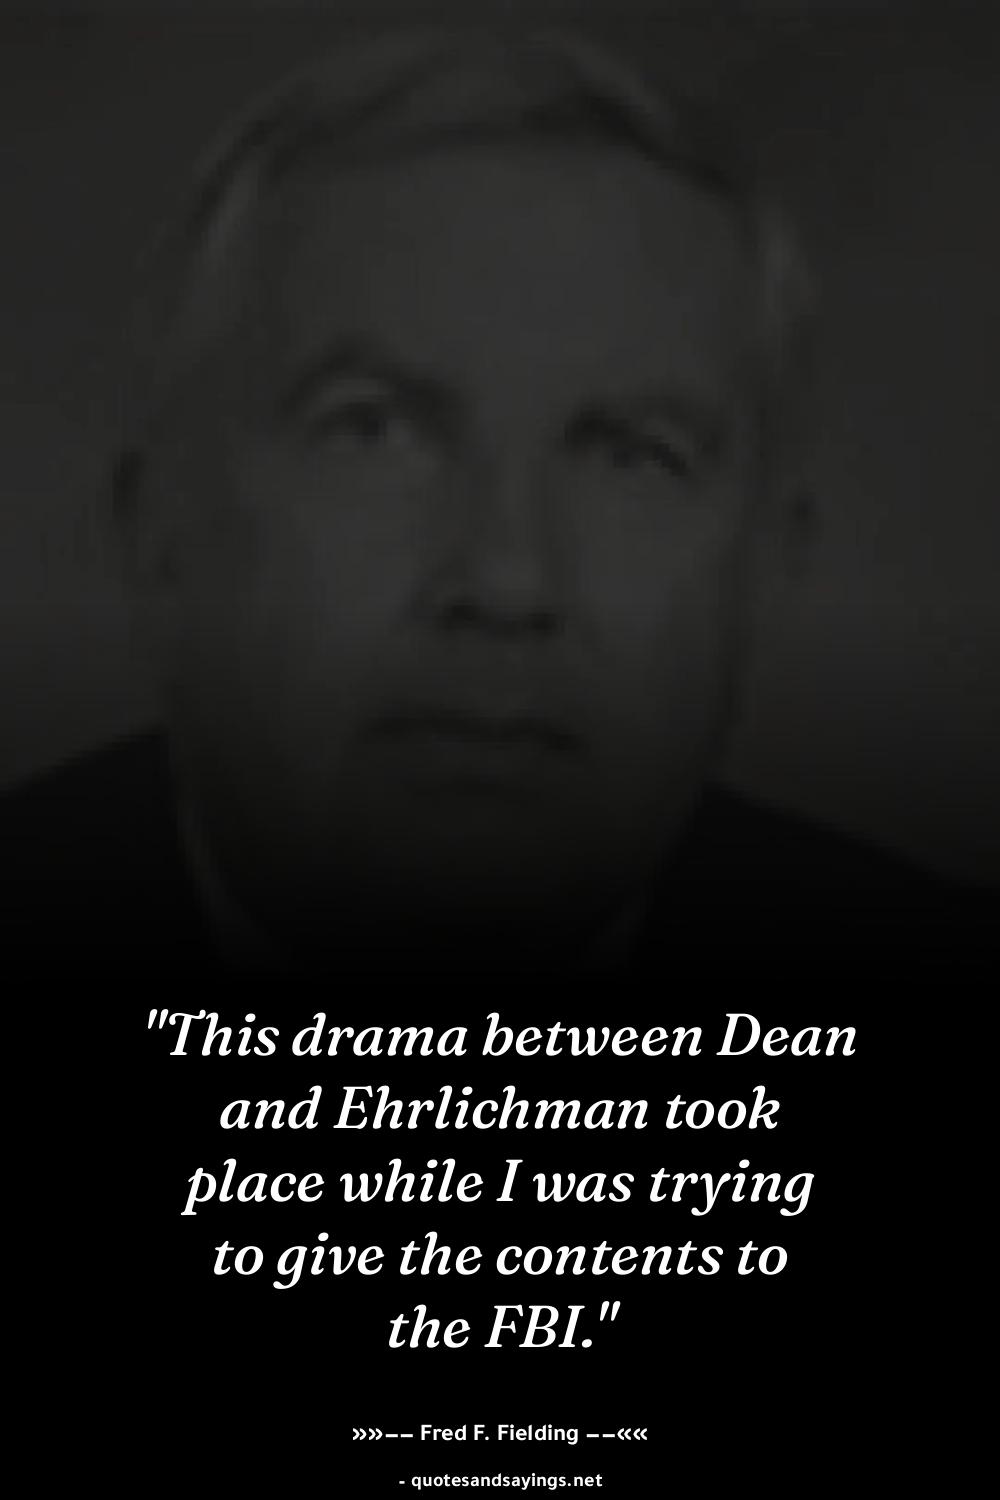 "This drama between Dean
and Ehrlichman took
place while I was trying
to give the contents to
the FBI."
»»–– Fred F. Fielding ––««
- quotesandsayings.net